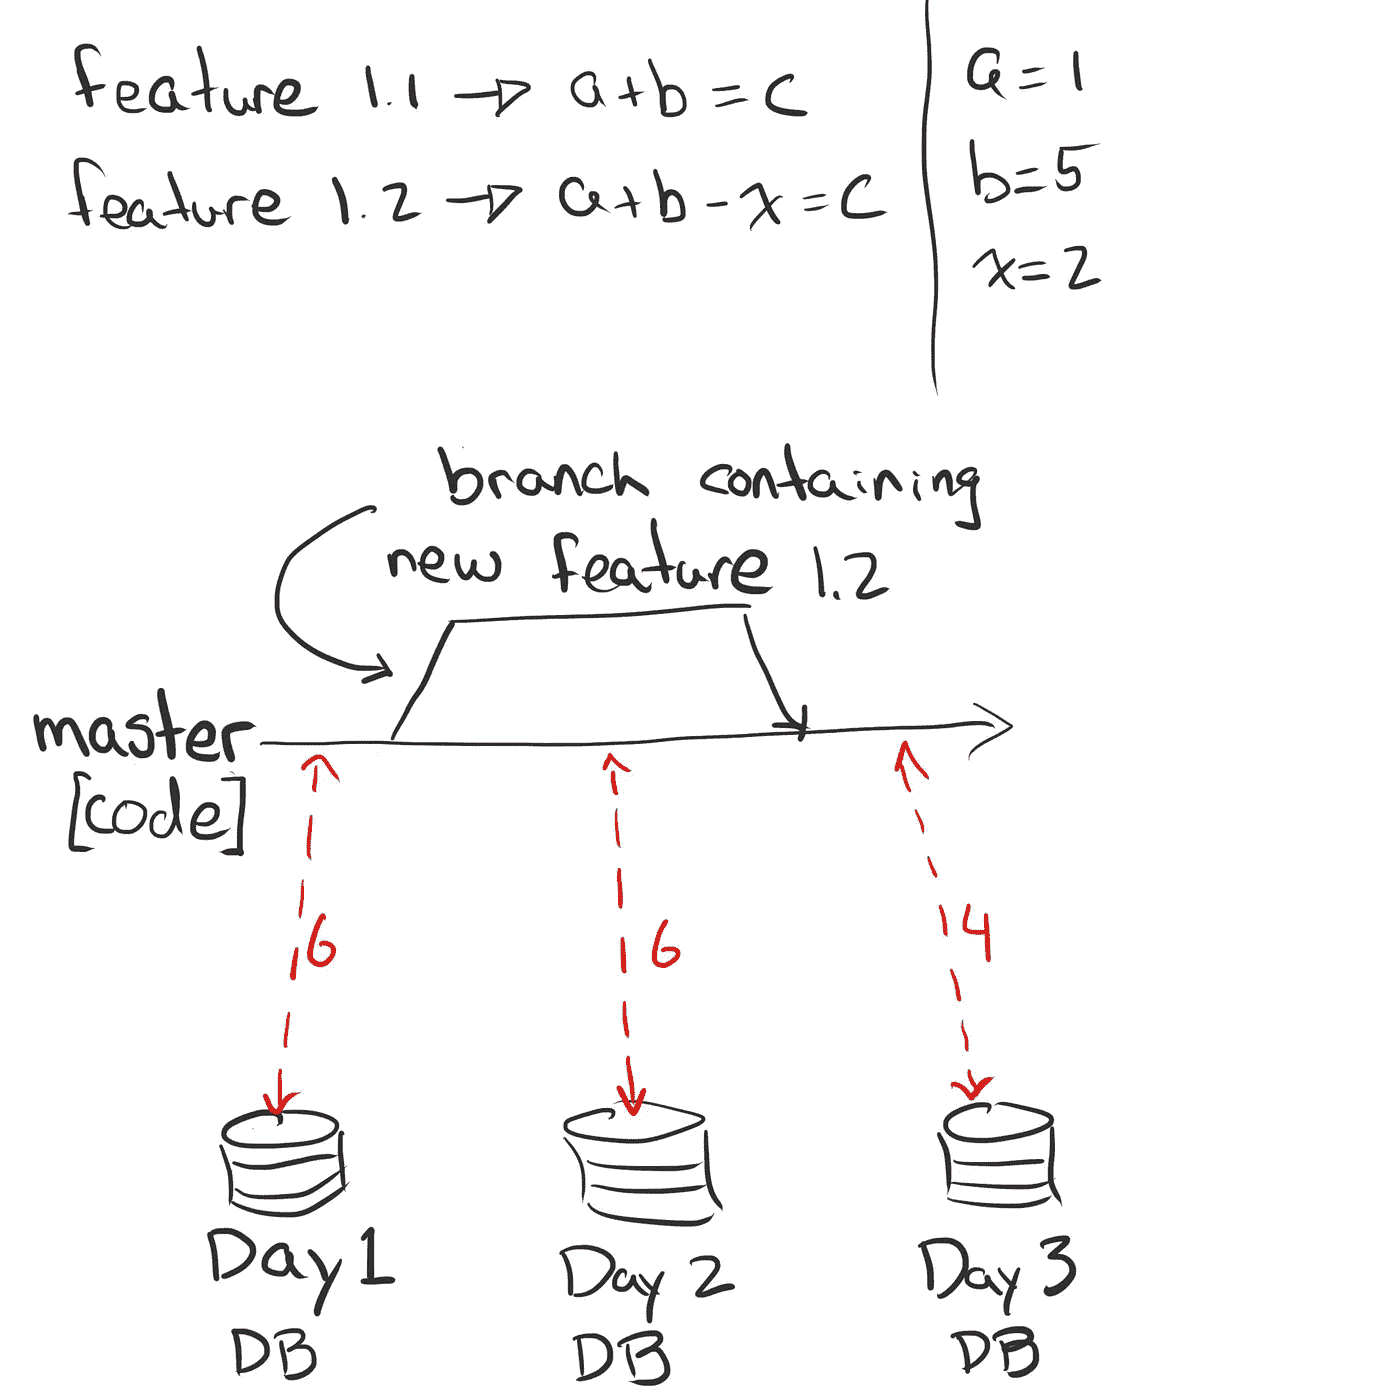 feature 1.1 → a+b=c
feature 1.2 → a+b-x=c
a=1
b=5
x=2
branch containing
new feature 1.2
master
[code]
6
6
4
Day 1
DB
Day 2
DB
Day 3
DB